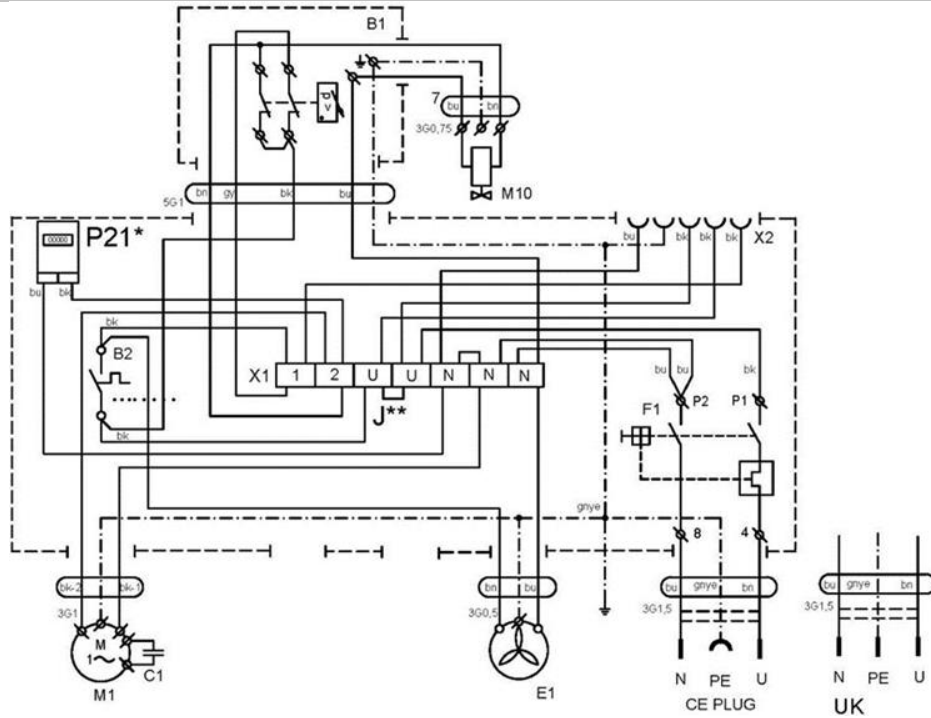 B1
d
v
7
bu bn
3G0,75
M10
bn gy bk bu
5G1
P21*
00000
bu bk
bu bk bk bk
X2
bk
B2
X1 1 2 U U N N N
J**
bk
bu bu bk
F1 P2 P1
gnye
8 4
bk-2 bk-1
3G1
M
1~
M1
C1
bn bu
3G0,5
E1
bu gnye bn
3G1,5
N PE U
CE PLUG
bu gnye bn
3G1,5
N PE U
UK